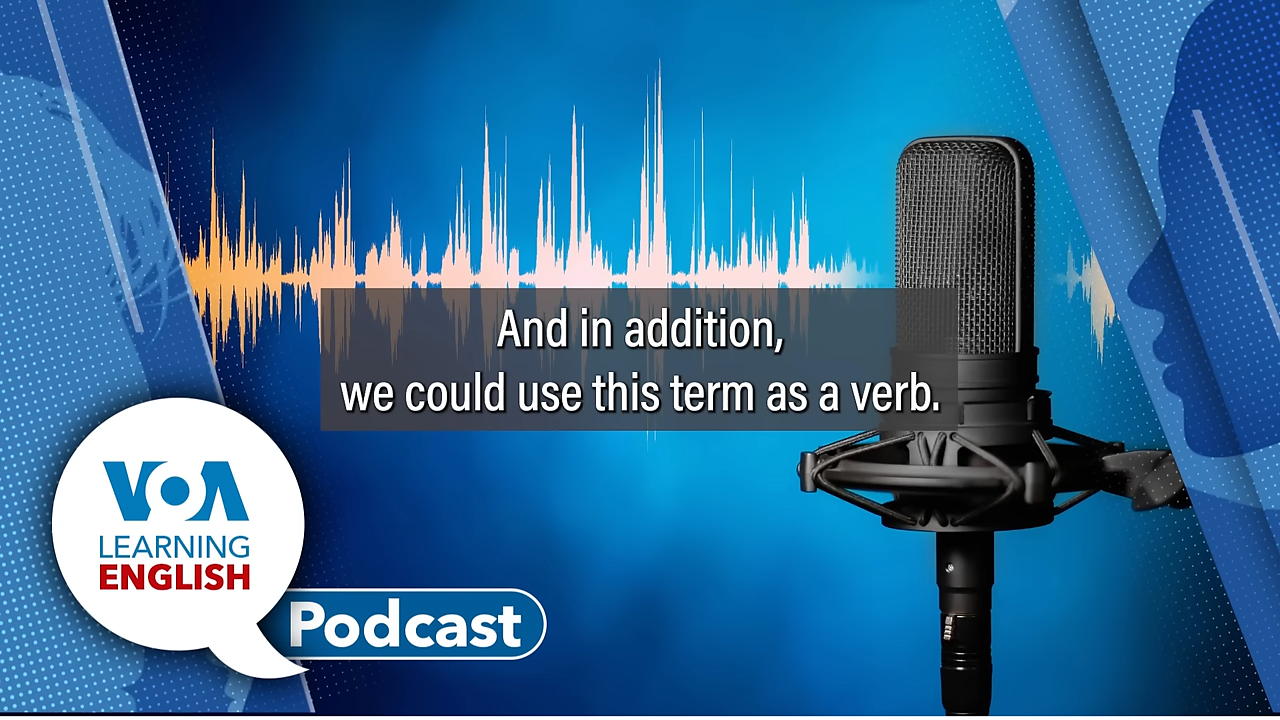 And in addition,
we could use this term as a verb.
VOA
LEARNING
ENGLISH
Podcast